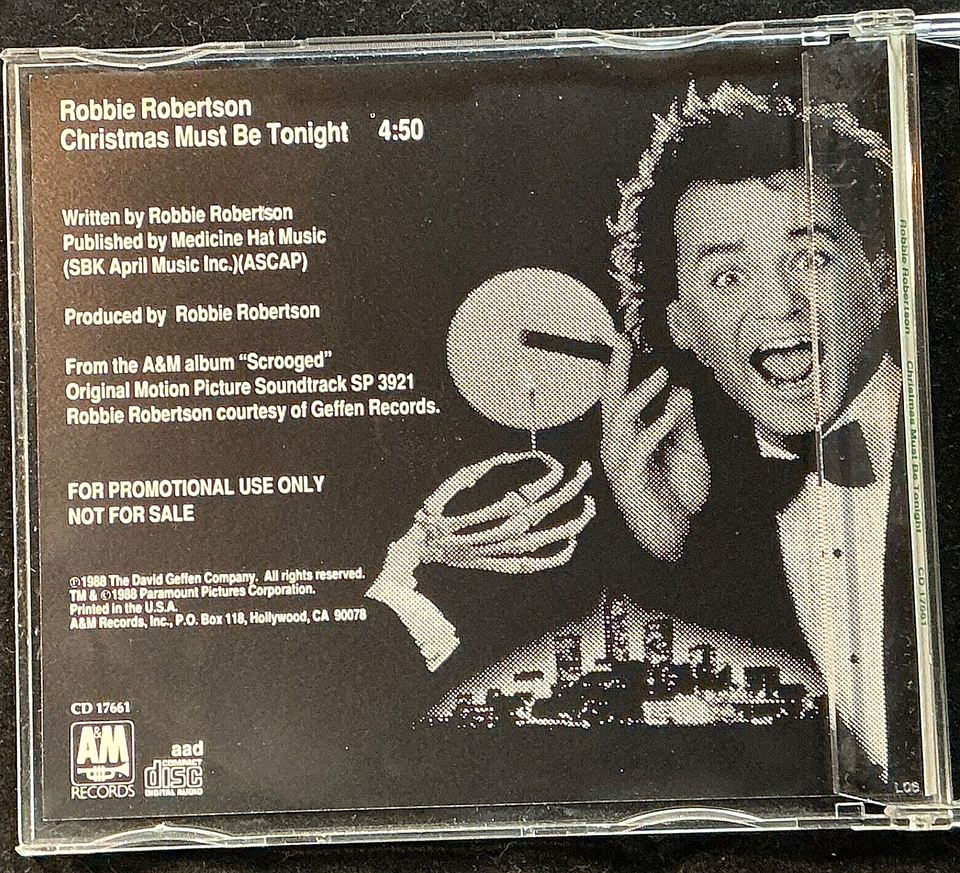 Robbie Robertson
Christmas Must Be Tonight 4:50
Written by Robbie Robertson
Published by Medicine Hat Music
(SBK April Music Inc.)(ASCAP)
Produced by Robbie Robertson
From the A&M album “Scrooged”
Original Motion Picture Soundtrack SP 3921
Robbie Robertson courtesy of Geffen Records.
FOR PROMOTIONAL USE ONLY
NOT FOR SALE
℗1988 The David Geffen Company. All rights reserved.
TM & ©1988 Paramount Pictures Corporation.
Printed in the U.S.A.
A&M Records, Inc., P.O. Box 118, Hollywood, CA 90078
CD 17661
A&M
RECORDS
aad
COMPACT
disc
DIGITAL AUDIO
Robbie Robertson Christmas Must Be Tonight CD 17661